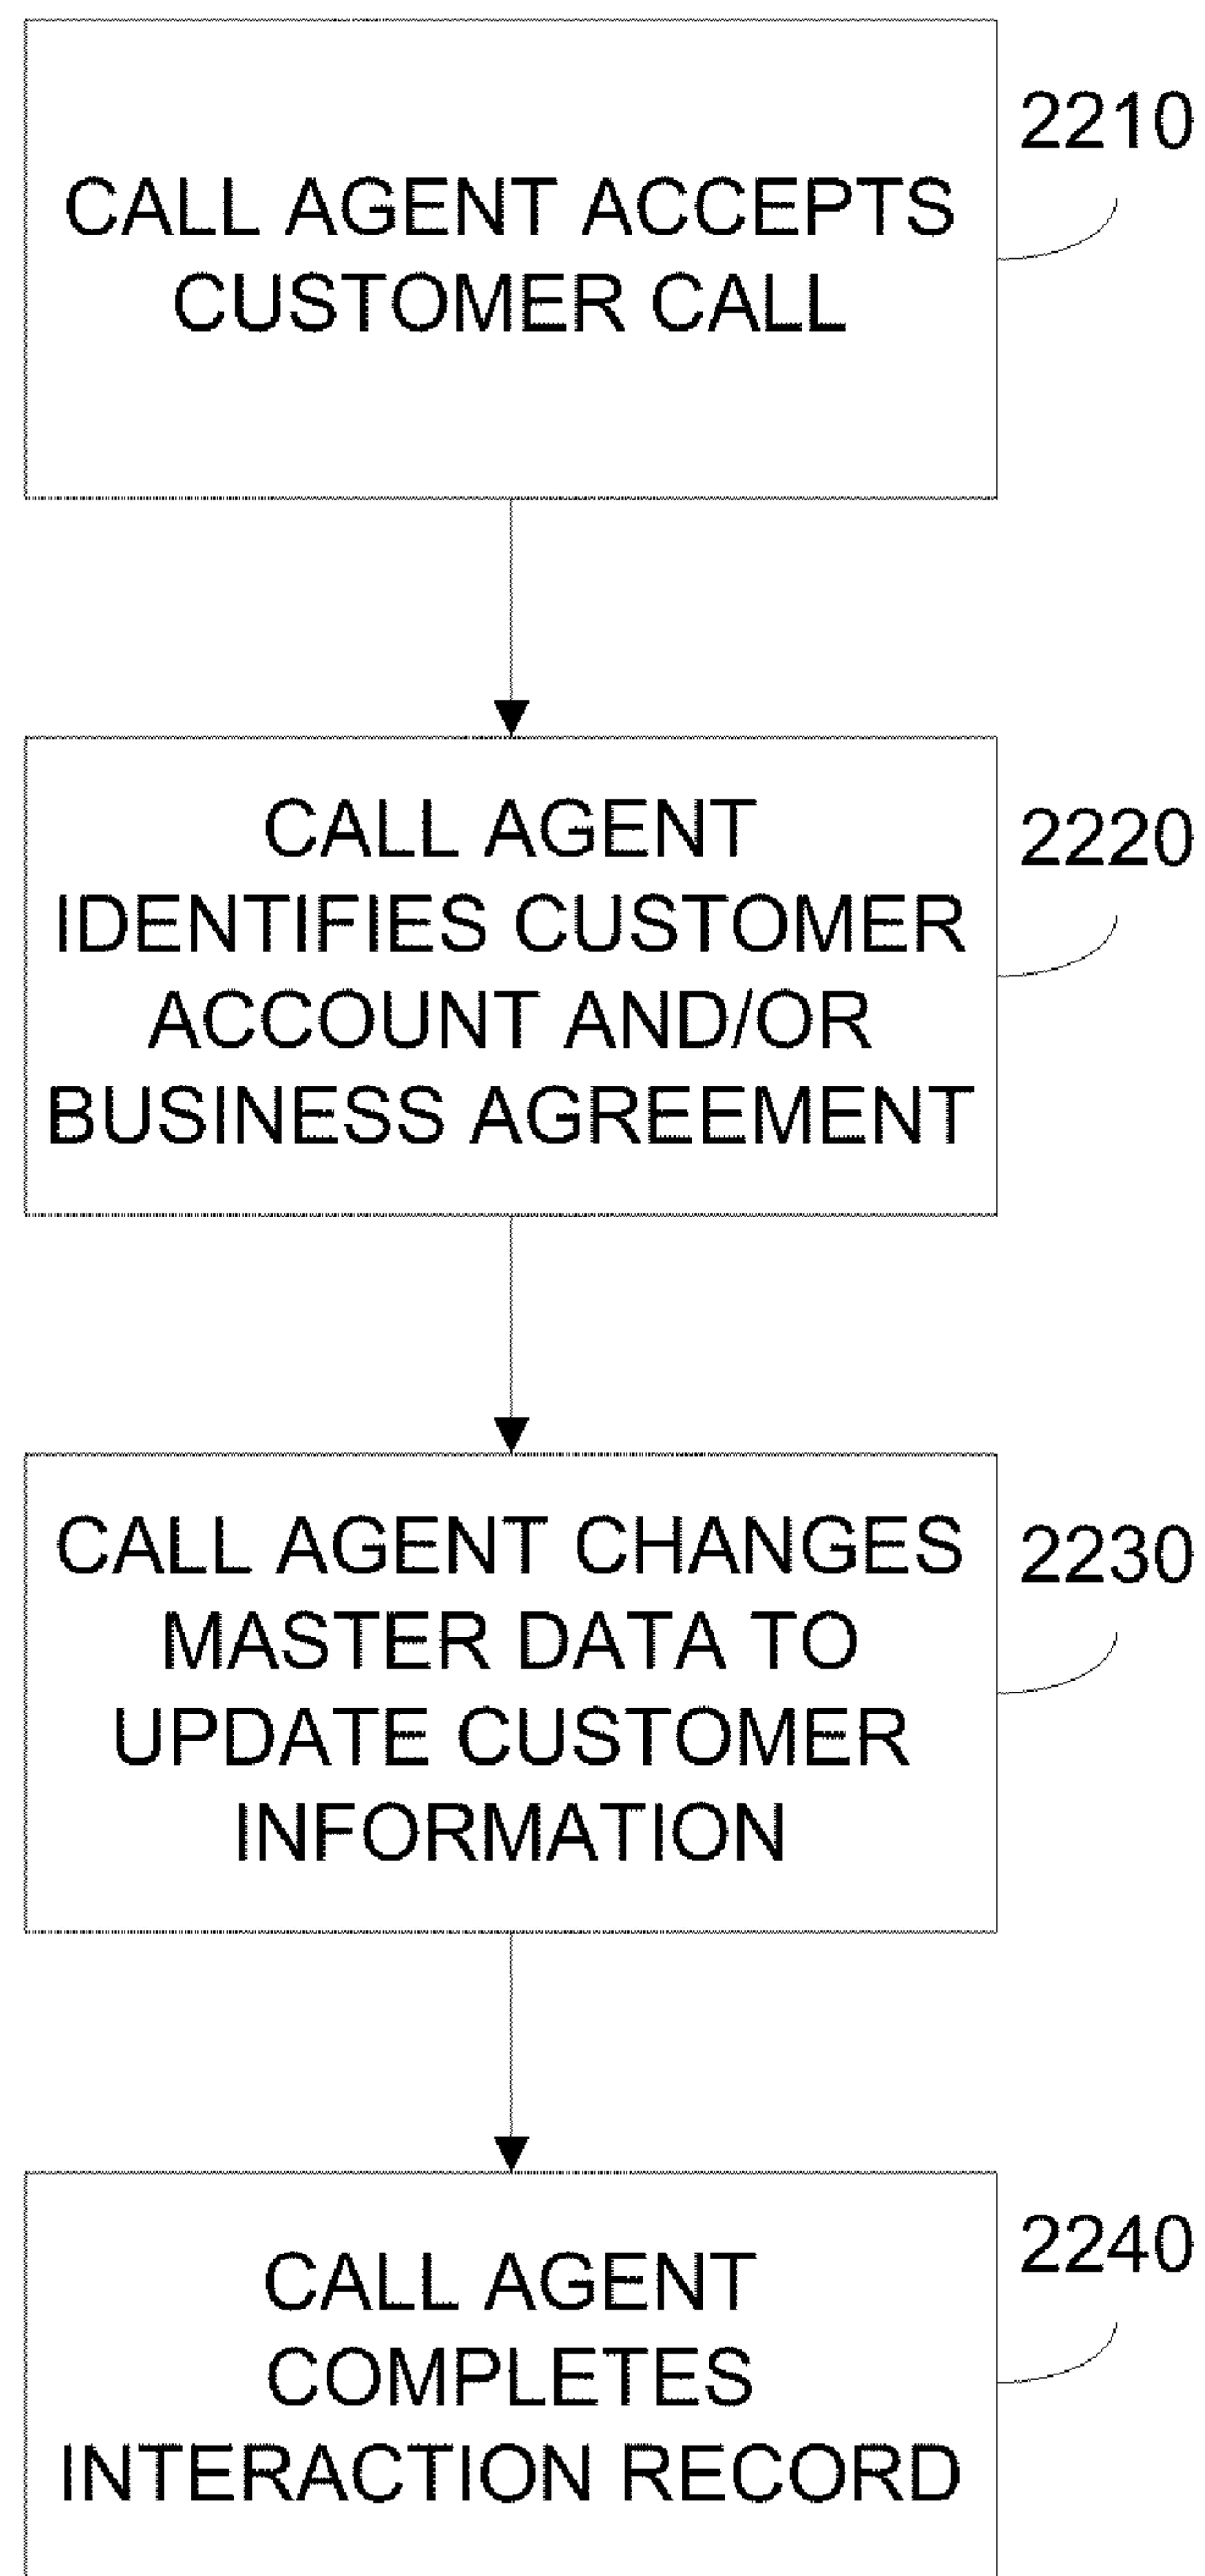 2210
CALL AGENT ACCEPTS
CUSTOMER CALL
2220
CALL AGENT
IDENTIFIES CUSTOMER
ACCOUNT AND/OR
BUSINESS AGREEMENT
2230
CALL AGENT CHANGES
MASTER DATA TO
UPDATE CUSTOMER
INFORMATION
2240
CALL AGENT
COMPLETES
INTERACTION RECORD